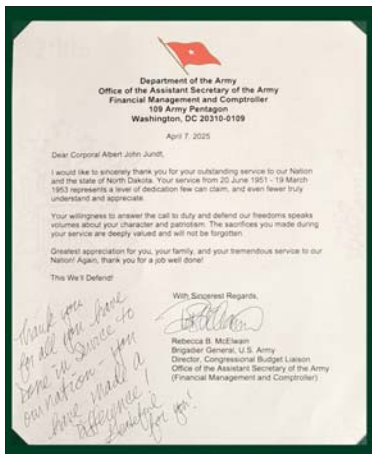 Department of the Army
Office of the Assistant Secretary of the Army
Financial Management and Comptroller
109 Army Pentagon
Washington, DC 20310-0109
April 7, 2025
Dear Corporal Albert John Jundt,
I would like to sincerely thank you for your outstanding service to our Nation
and the state of North Dakota. Your service from 20 June 1951 - 19 March
1953 represents a level of dedication few can claim, and even fewer truly
understand and appreciate.
Your willingness to answer the call to duty and defend our freedoms speaks
volumes about your character and patriotism. The sacrifices you made during
your service are deeply valued and will not be forgotten.
Greatest appreciation for you, your family, and your tremendous service to our
Nation! Again, thank you for a job well done!
This We'll Defend!
With Sincerest Regards,
Rebecca B. McElwain
Brigadier General, U.S. Army
Director, Congressional Budget Liaison
Office of the Assistant Secretary of the Army
(Financial Management and Comptroller)
Thank you
for all you have
done in service to
our nation - you
have made a
difference!
for you!